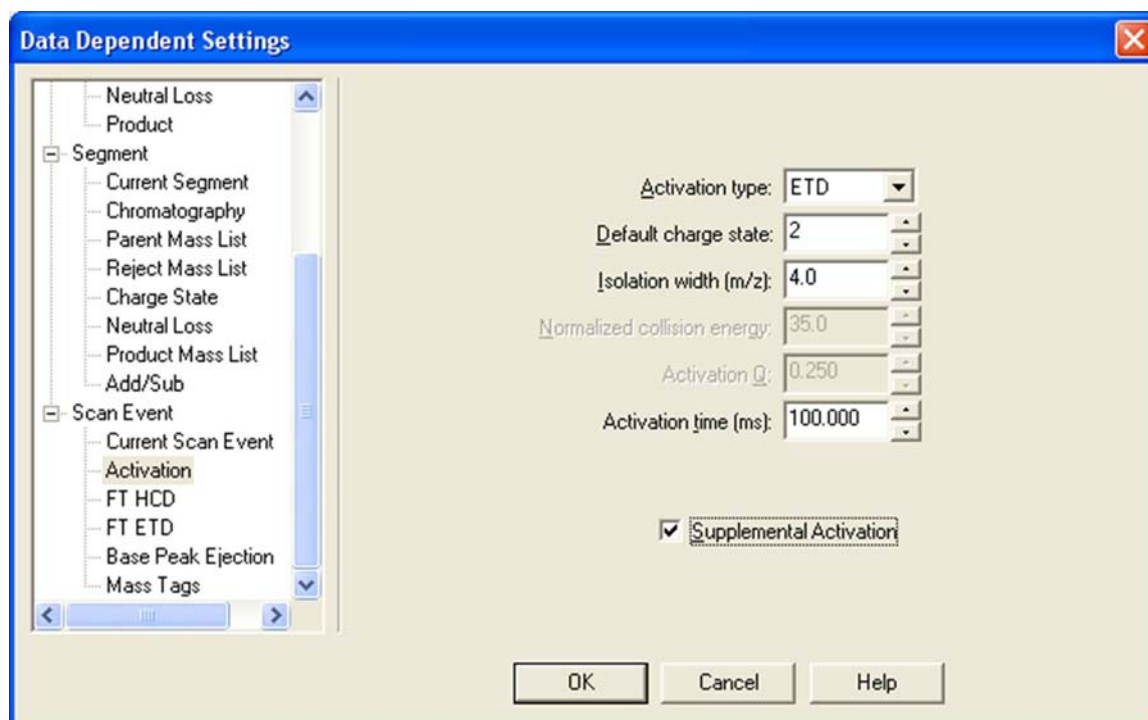 Data Dependent Settings
Neutral Loss
Product
Segment
Current Segment
Chromatography
Parent Mass List
Reject Mass List
Charge State
Neutral Loss
Product Mass List
Add/Sub
Scan Event
Current Scan Event
Activation
FT HCD
FT ETD
Base Peak Ejection
Mass Tags
Activation type: ETD
Default charge state: 2
Isolation width (m/z): 4.0
Normalized collision energy: 35.0
Activation Q: 0.250
Activation time (ms): 100.000
Supplemental Activation
OK Cancel Help